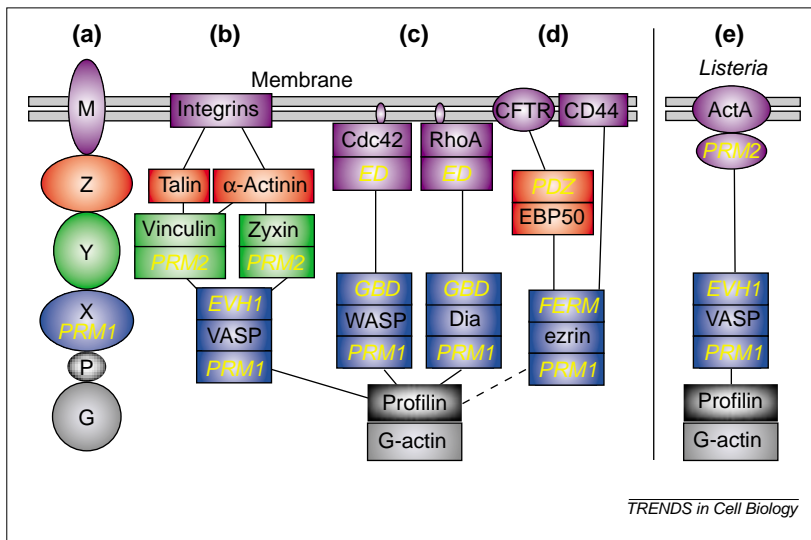 (a)
(b)
(c)
(d)
(e)
Membrane
Listeria
M
Z
Y
X
PRM1
P
G
Integrins
Talin
α-Actinin
Vinculin
PRM2
Zyxin
PRM2
EVH1
VASP
PRM1
Cdc42
ED
RhoA
ED
GBD
WASP
PRM1
GBD
Dia
PRM1
Profilin
G-actin
CFTR
CD44
PDZ
EBP50
FERM
ezrin
PRM1
ActA
PRM2
EVH1
VASP
PRM1
Profilin
G-actin
TRENDS in Cell Biology